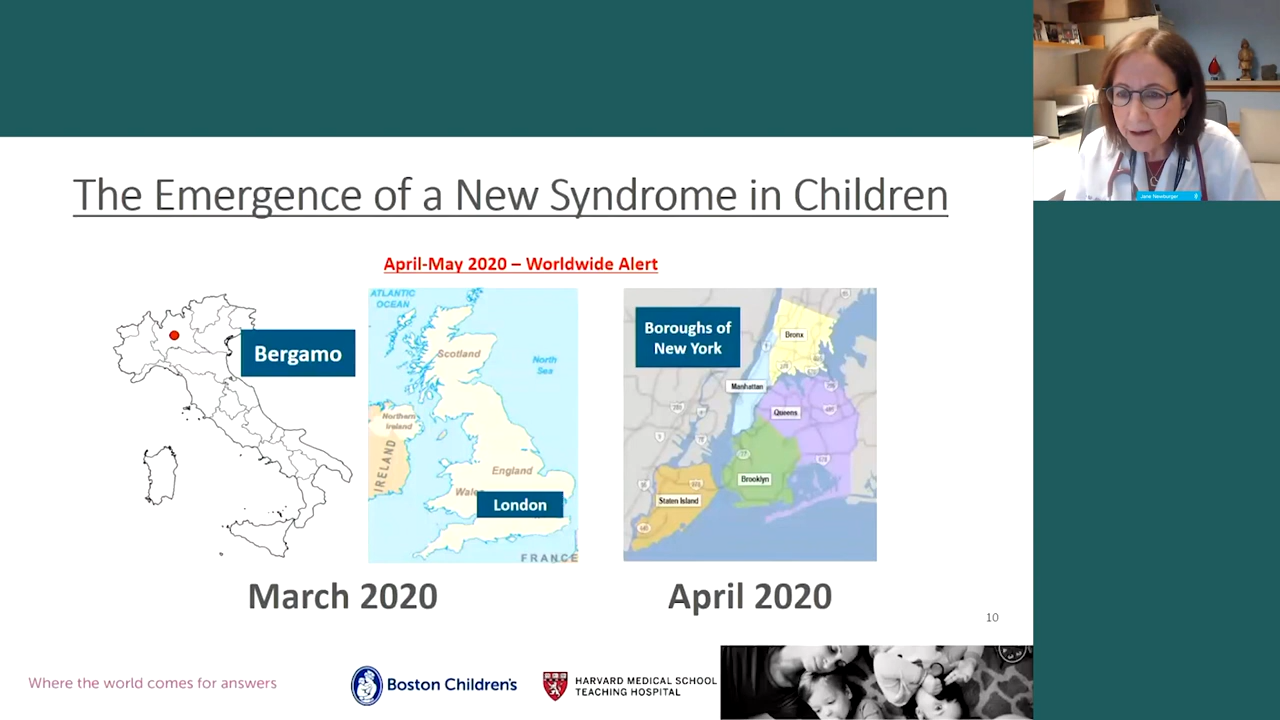 The Emergence of a New Syndrome in Children
April-May 2020 – Worldwide Alert
Bergamo
ATLANTIC
OCEAN
Scotland
North
Sea
Northern
Ireland
IRELAND
England
Wales
London
FRANCE
Boroughs of
New York
Bronx
Manhattan
Queens
Brooklyn
Staten Island
March 2020
April 2020
10
Where the world comes for answers
Boston Children's
HARVARD MEDICAL SCHOOL
TEACHING HOSPITAL
Jane Newburger